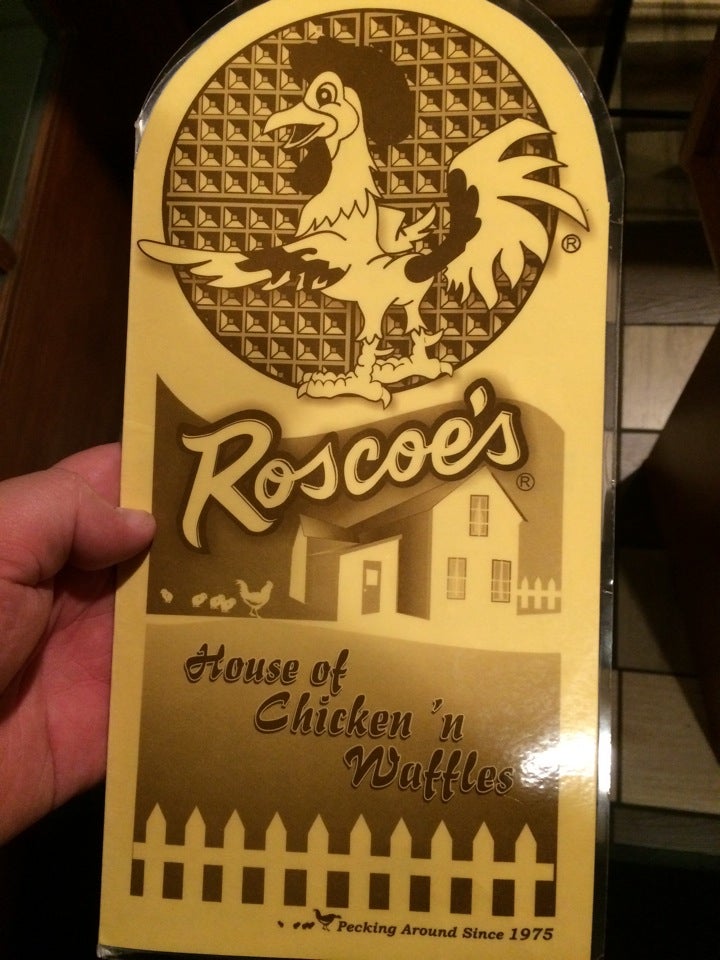 ®
Roscoe's®
House of
Chicken 'n
Waffles
Pecking Around Since 1975